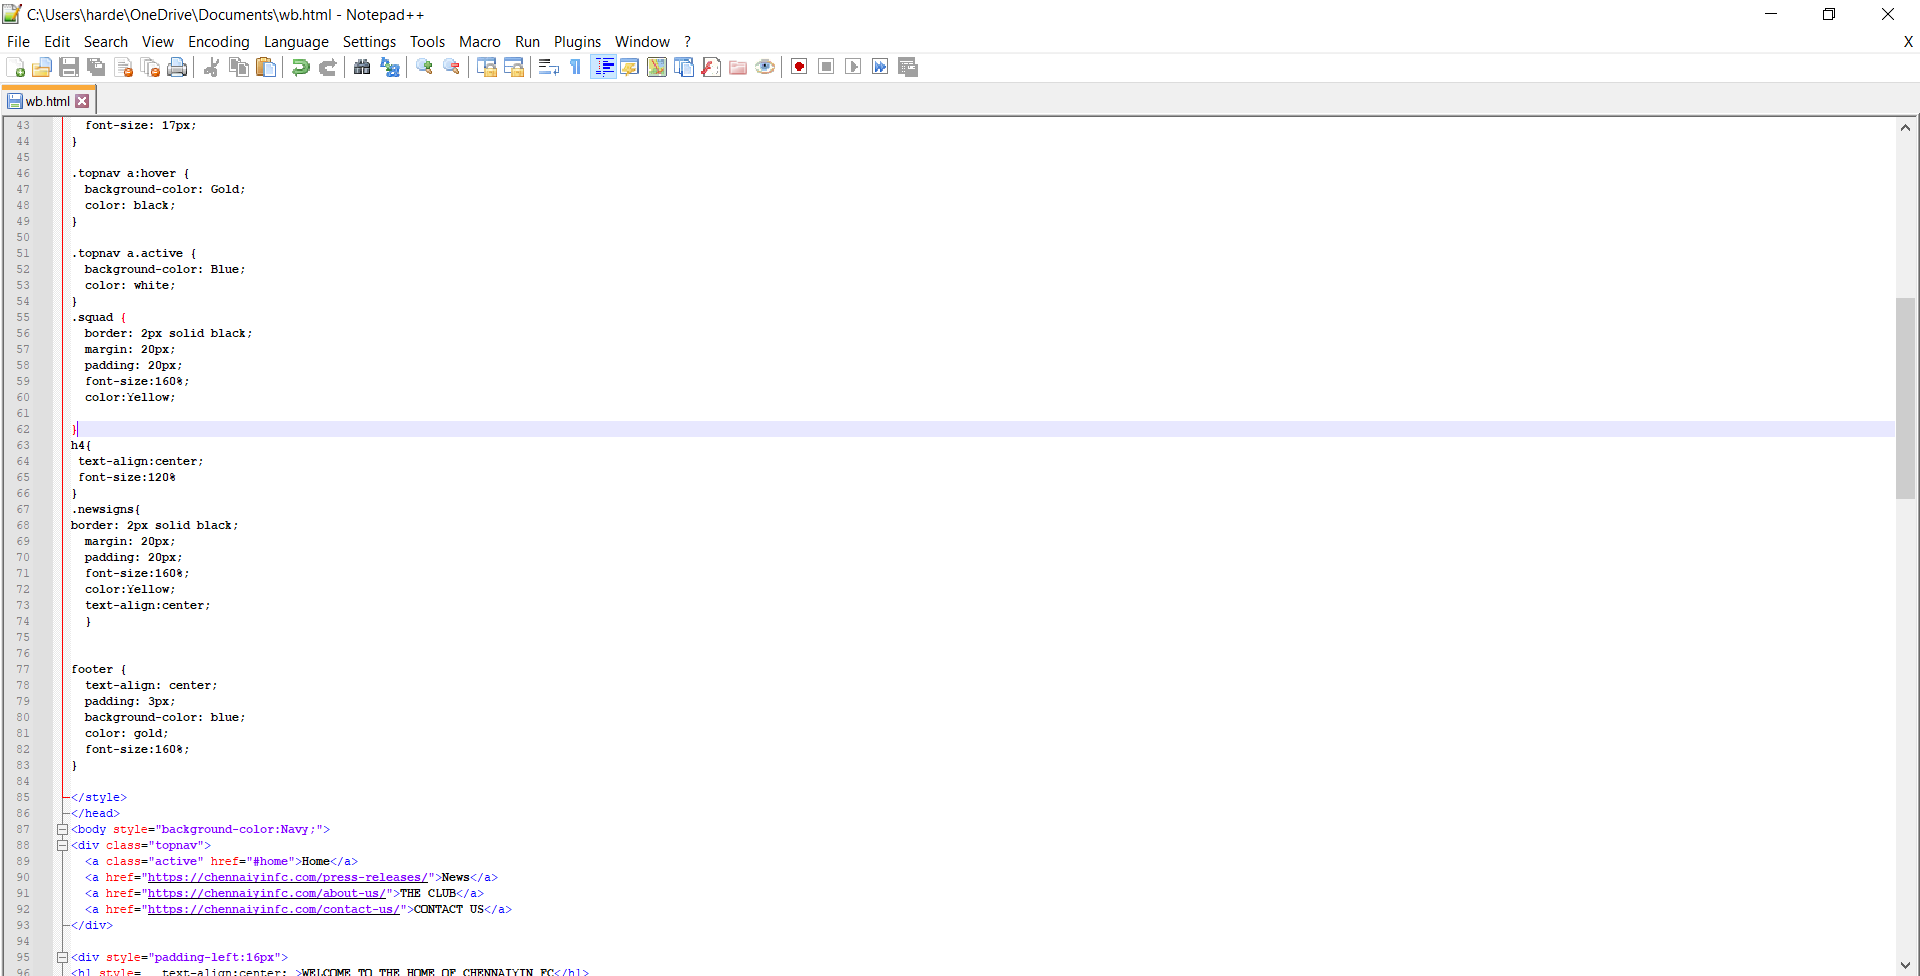 C:\Users\harde\OneDrive\Documents\wb.html - Notepad++
File Edit Search View Encoding Language Settings Tools Macro Run Plugins Window ? X
wb.html
43 font-size: 17px;
44 }
45
46 .topnav a:hover {
47 background-color: Gold;
48 color: black;
49 }
50
51 .topnav a.active {
52 background-color: Blue;
53 color: white;
54 }
55 .squad {
56 border: 2px solid black;
57 margin: 20px;
58 padding: 20px;
59 font-size:160%;
60 color:Yellow;
61
62 }
63 h4{
64 text-align:center;
65 font-size:120%
66 }
67 .newsigns{
68 border: 2px solid black;
69 margin: 20px;
70 padding: 20px;
71 font-size:160%;
72 color:Yellow;
73 text-align:center;
74 }
75
76
77 footer {
78 text-align: center;
79 padding: 3px;
80 background-color: blue;
81 color: gold;
82 font-size:160%;
83 }
84
85 </style>
86 </head>
87 <body style="background-color:Navy;">
88 <div class="topnav">
89 <a class="active" href="#home">Home</a>
90 <a href="https://chennaiyinfc.com/press-releases/">News</a>
91 <a href="https://chennaiyinfc.com/about-us/">THE CLUB</a>
92 <a href="https://chennaiyinfc.com/contact-us/">CONTACT US</a>
93 </div>
94
95 <div style="padding-left:16px">
96 <h1 style= text-align:center; >WELCOME TO THE HOME OF CHENNAIYIN FC</h1>